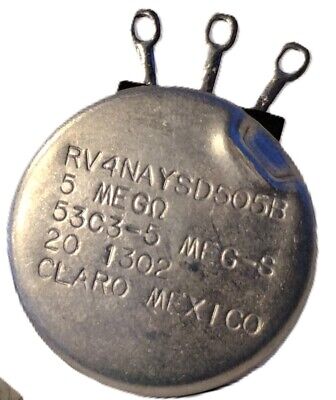 RV4NAYSD505B
5 MEGΩ
53C3-5 MEG-S
20 1302
CLARO MEXICO